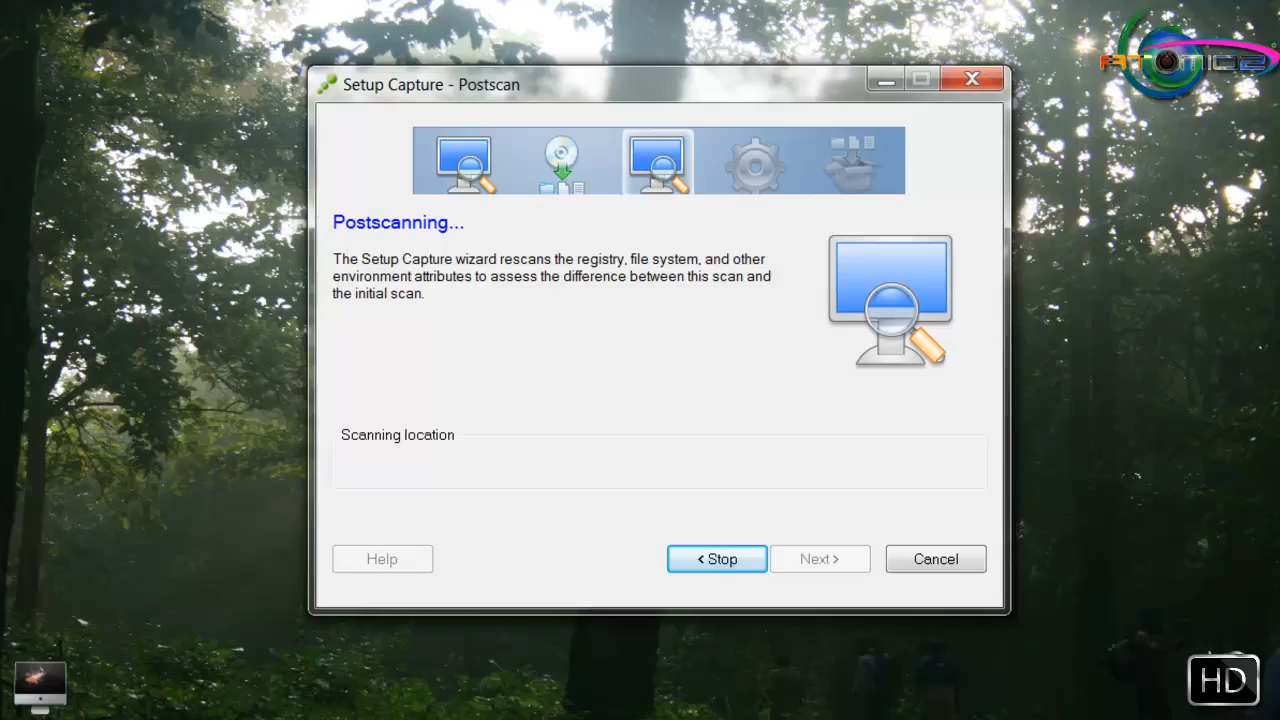 Setup Capture - Postscan
ATOMIC2
Postscanning...
The Setup Capture wizard rescans the registry, file system, and other
environment attributes to assess the difference between this scan and
the initial scan.
Scanning location
Help
< Stop
Next >
Cancel
HD